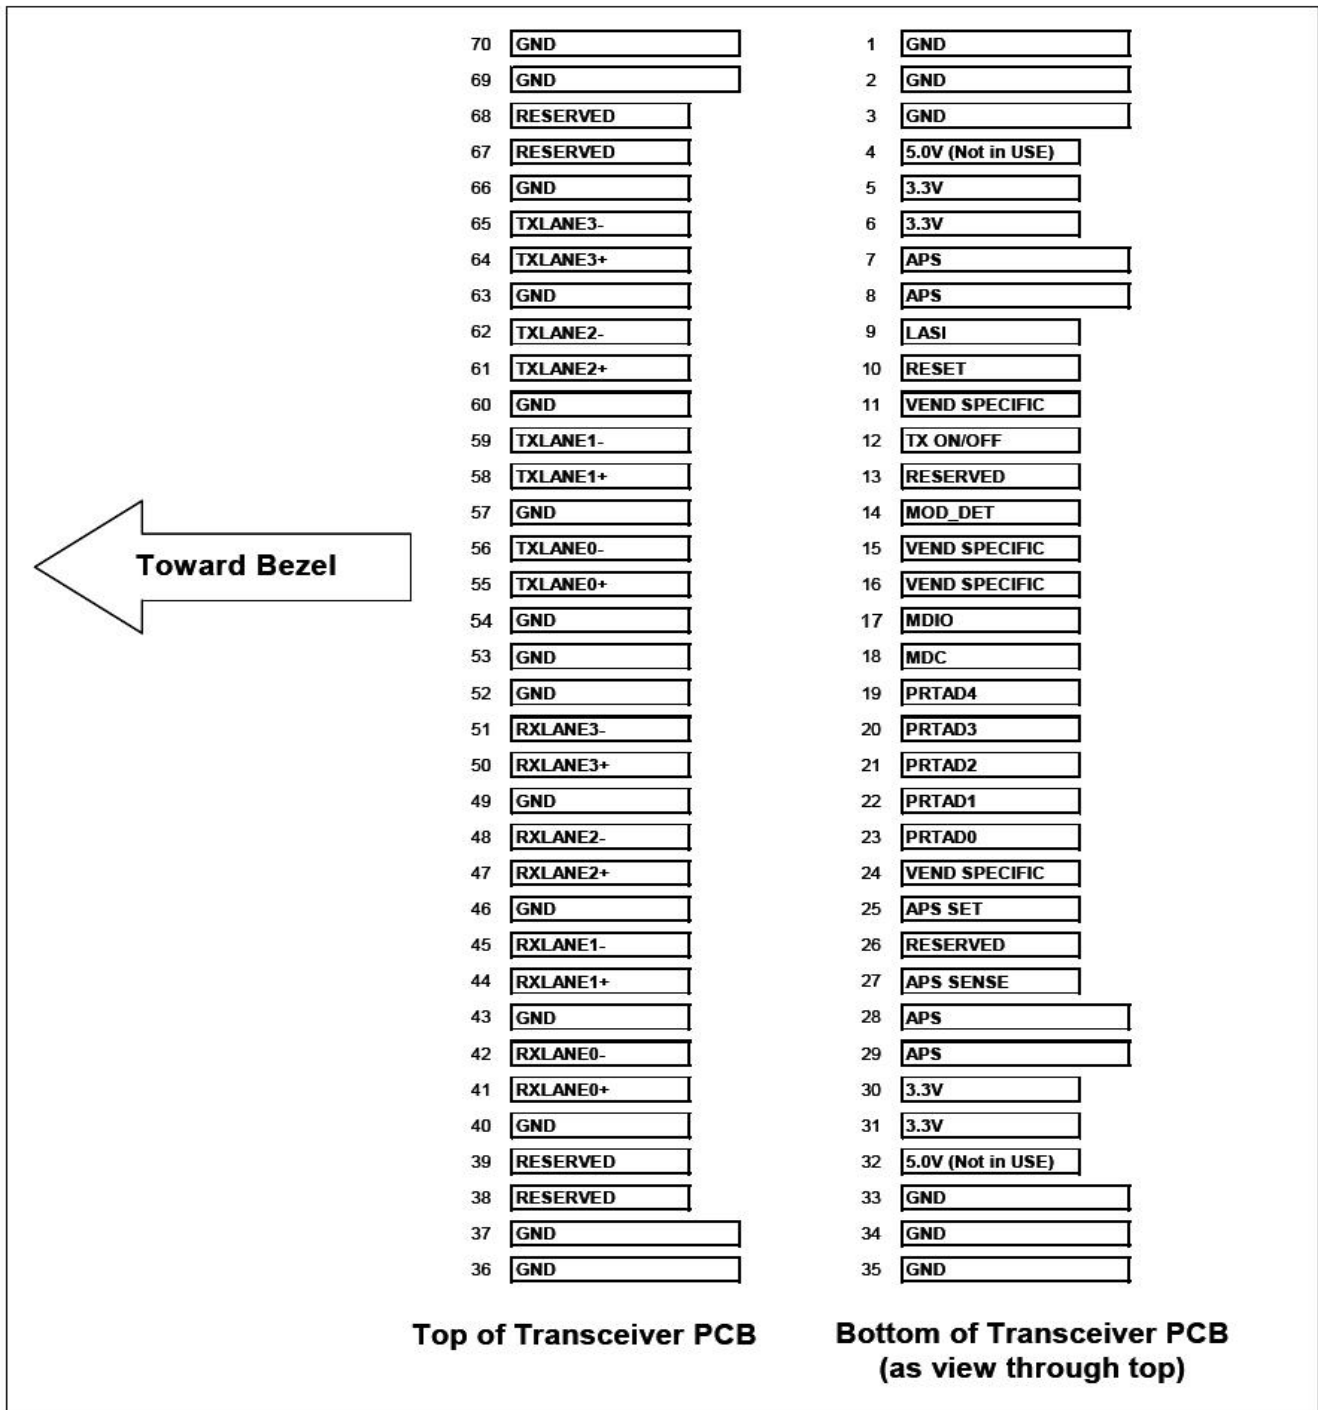 70 GND 1 GND
69 GND 2 GND
68 RESERVED 3 GND
67 RESERVED 4 5.0V (Not in USE)
66 GND 5 3.3V
65 TXLANE3- 6 3.3V
64 TXLANE3+ 7 APS
63 GND 8 APS
62 TXLANE2- 9 LASI
61 TXLANE2+ 10 RESET
60 GND 11 VEND SPECIFIC
59 TXLANE1- 12 TX ON/OFF
58 TXLANE1+ 13 RESERVED
57 GND 14 MOD_DET
56 TXLANE0- 15 VEND SPECIFIC
Toward Bezel
55 TXLANE0+ 16 VEND SPECIFIC
54 GND 17 MDIO
53 GND 18 MDC
52 GND 19 PRTAD4
51 RXLANE3- 20 PRTAD3
50 RXLANE3+ 21 PRTAD2
49 GND 22 PRTAD1
48 RXLANE2- 23 PRTAD0
47 RXLANE2+ 24 VEND SPECIFIC
46 GND 25 APS SET
45 RXLANE1- 26 RESERVED
44 RXLANE1+ 27 APS SENSE
43 GND 28 APS
42 RXLANE0- 29 APS
41 RXLANE0+ 30 3.3V
40 GND 31 3.3V
39 RESERVED 32 5.0V (Not in USE)
38 RESERVED 33 GND
37 GND 34 GND
36 GND 35 GND
Top of Transceiver PCB
Bottom of Transceiver PCB
(as view through top)